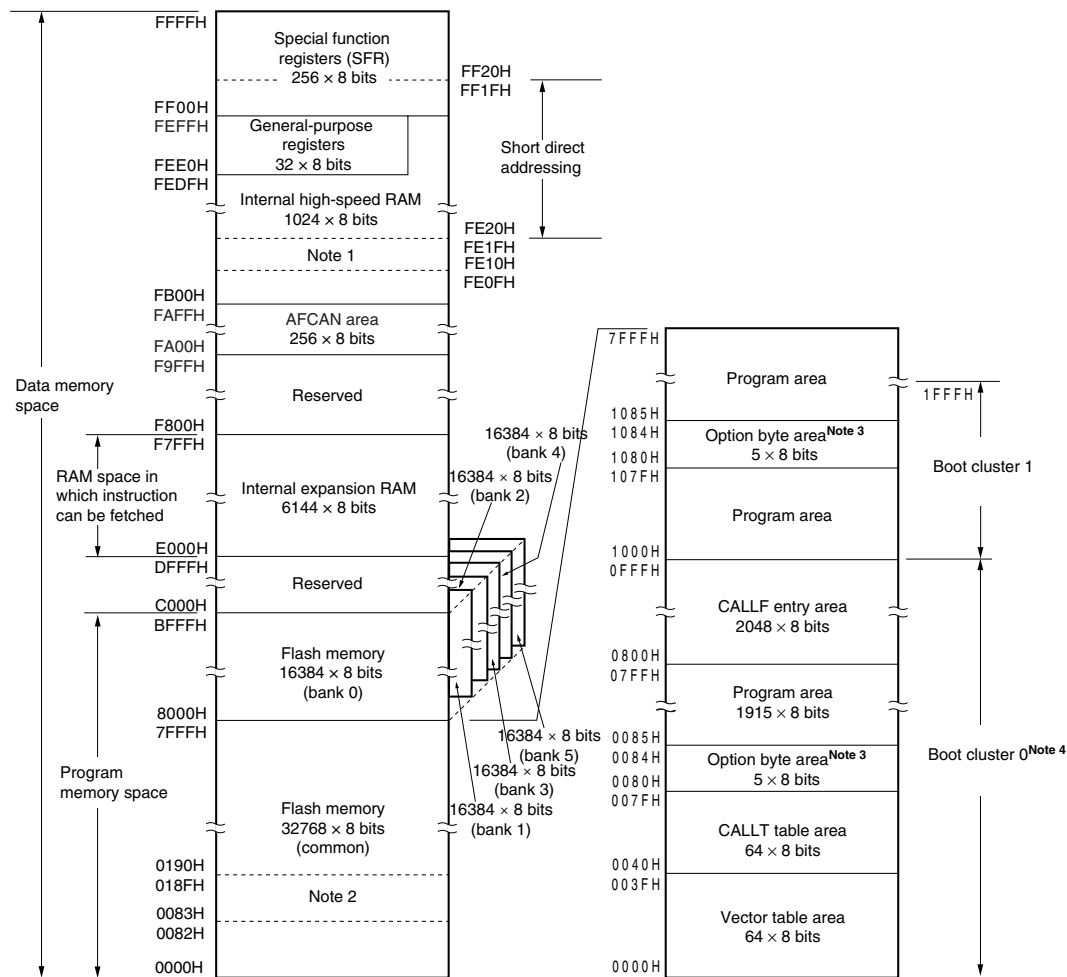 FFFFH
Special function
registers (SFR)
256 × 8 bits
FF20H
FF1FH
FF00H
FEFFH
General-purpose
registers
32 × 8 bits
Short direct
addressing
FEE0H
FEDFH
Internal high-speed RAM
1024 × 8 bits
FE20H
FE1FH
Note 1
FE10H
FE0FH
FB00H
FAFFH
AFCAN area
256 × 8 bits
FA00H
F9FFH
Data memory
space
Reserved
F800H
F7FFH
RAM space in
which instruction
can be fetched
Internal expansion RAM
6144 × 8 bits
16384 × 8 bits
(bank 4)
16384 × 8 bits
(bank 2)
E000H
DFFFH
Reserved
C000H
BFFFH
Flash memory
16384 × 8 bits
(bank 0)
8000H
7FFFH
16384 × 8 bits
(bank 5)
16384 × 8 bits
(bank 3)
16384 × 8 bits
(bank 1)
Program
memory space
Flash memory
32768 × 8 bits
(common)
0190H
018FH
Note 2
0083H
0082H
0000H
7FFFH
Program area
1FFFH
1085H
1084H
Option byte area Note 3
5 × 8 bits
1080H
107FH
Boot cluster 1
Program area
1000H
0FFFH
CALLF entry area
2048 × 8 bits
0800H
07FFH
Program area
1915 × 8 bits
0085H
0084H
Option byte area Note 3
5 × 8 bits
Boot cluster 0 Note 4
0080H
007FH
CALLT table area
64 × 8 bits
0040H
003FH
Vector table area
64 × 8 bits
0000H